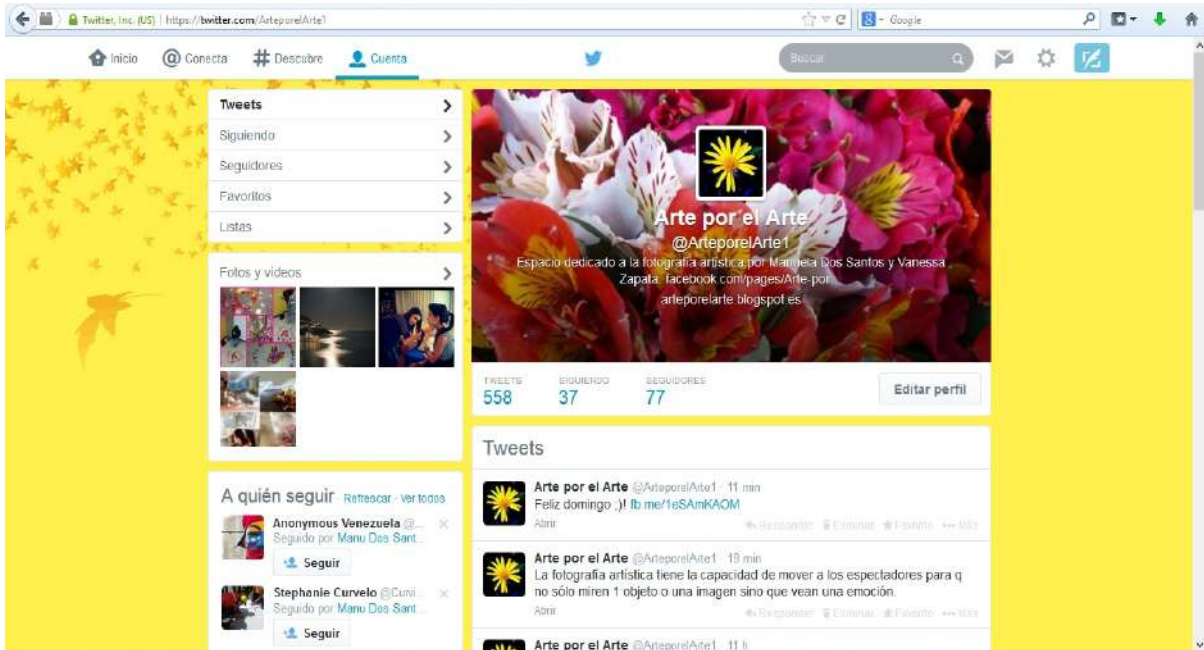 Twitter, Inc. (US) https://twitter.com/ArteporelArte1
Google
Inicio
Conecta
Descubre
Cuenta
Buscar
Tweets
Siguiendo
Seguidores
Favoritos
Listas
Fotos y videos
Arte por el Arte
@ArteporelArte1
Espacio dedicado a la fotografía artística por Manuela Dos Santos y Vanessa
Zapata. facebook.com/pages/Arte-por
arteporelarte.blogspot.es
TWEETS SIGUIENDO SEGUIDORES
558 37 77
Editar perfil
A quién seguir · Refrescar · Ver todos
Anonymous Venezuela @...
Seguido por Manu Dos Sant...
Seguir
Stephanie Curvelo @Curvi...
Seguido por Manu Dos Sant...
Seguir
Tweets
Arte por el Arte @ArteporelArte1 · 11 min
Feliz domingo ;)! fb.me/1eSAmKAOM
Abrir Responder Eliminar Favorito Más
Arte por el Arte @ArteporelArte1 · 19 min
La fotografía artística tiene la capacidad de mover a los espectadores para q
no sólo miren 1 objeto o una imagen sino que vean una emoción.
Abrir Responder Eliminar Favorito Más
Arte por el Arte @ArteporelArte1 · 11 h